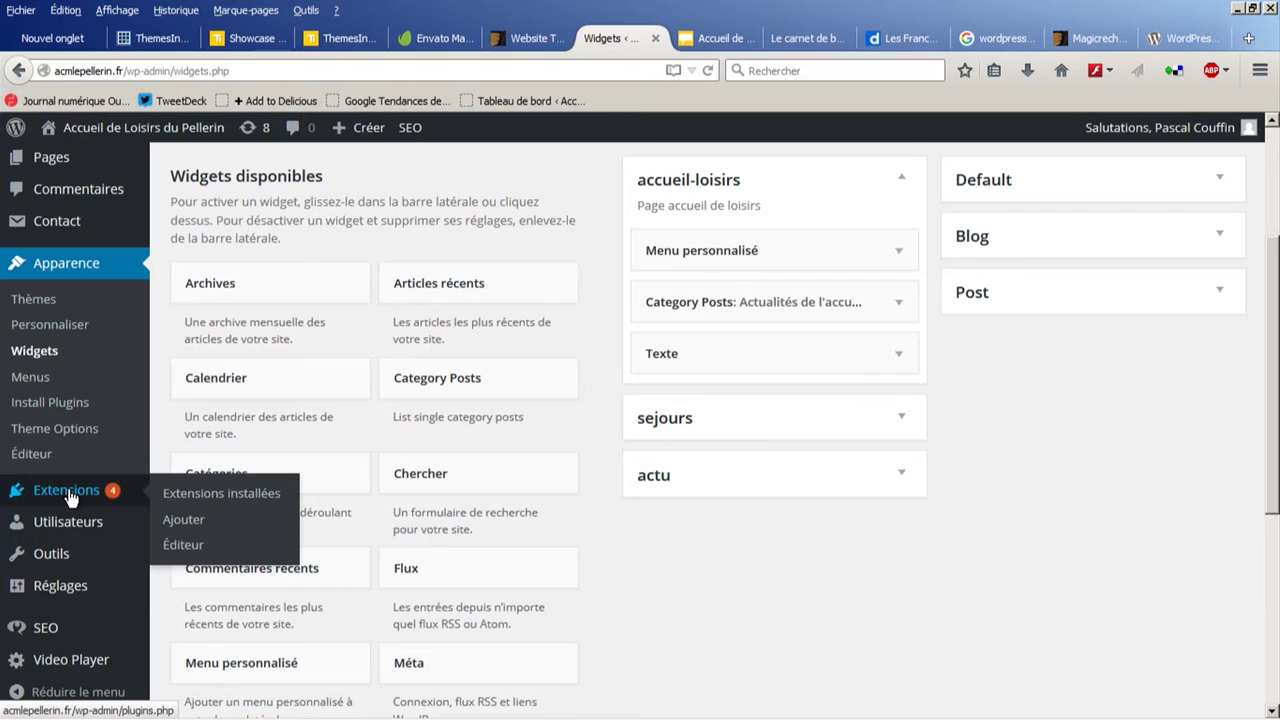 Fichier Édition Affichage Historique Marque-pages Outils ?
Nouvel onglet ThemesIn... Showcase ... ThemesIn... Envato Ma... Website T... Widgets ‹ ... Accueil de ... Le carnet de b... Les Franc... wordpress... Magicrech... WordPres...
acmlepellerin.fr/wp-admin/widgets.php Rechercher ABP
Journal numérique Ou... TweetDeck + Add to Delicious Google Tendances de... Tableau de bord ‹ Acc...
Accueil de Loisirs du Pellerin 8 0 + Créer SEO Salutations, Pascal Couffin
Pages
Commentaires
Contact
Apparence
Thèmes
Personnaliser
Widgets
Menus
Install Plugins
Theme Options
Éditeur
Extensions 4
Extensions installées
Ajouter
Éditeur
Utilisateurs
Outils
Réglages
SEO
Video Player
Réduire le menu
acmlepellerin.fr/wp-admin/plugins.php
Widgets disponibles
Pour activer un widget, glissez-le dans la barre latérale ou cliquez
dessus. Pour désactiver un widget et supprimer ses réglages, enlevez-le
de la barre latérale.
Archives
Une archive mensuelle des
articles de votre site.
Articles récents
Les articles les plus récents de
votre site.
Calendrier
Un calendrier des articles de
votre site.
Category Posts
List single category posts
Catégories
déroulant
Chercher
Un formulaire de recherche
pour votre site.
Commentaires récents
Les commentaires les plus
récents de votre site.
Flux
Les entrées depuis n'importe
quel flux RSS ou Atom.
Menu personnalisé
Ajouter un menu personnalisé à
Méta
Connexion, flux RSS et liens
accueil-loisirs
Page accueil de loisirs
Menu personnalisé
Category Posts: Actualités de l'accu...
Texte
sejours
actu
Default
Blog
Post